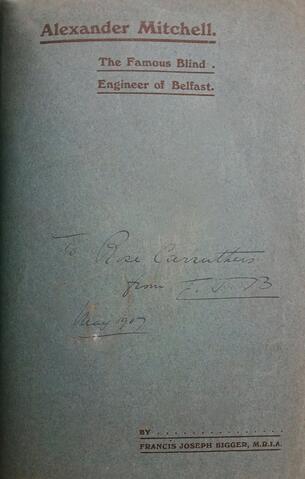 Alexander Mitchell.
The Famous Blind .
Engineer of Belfast.
To Rose Carruthers
from F. J. B
May 1907
BY . . . . . . . . . . . . . . .
FRANCIS JOSEPH BIGGER, M.R.I.A.